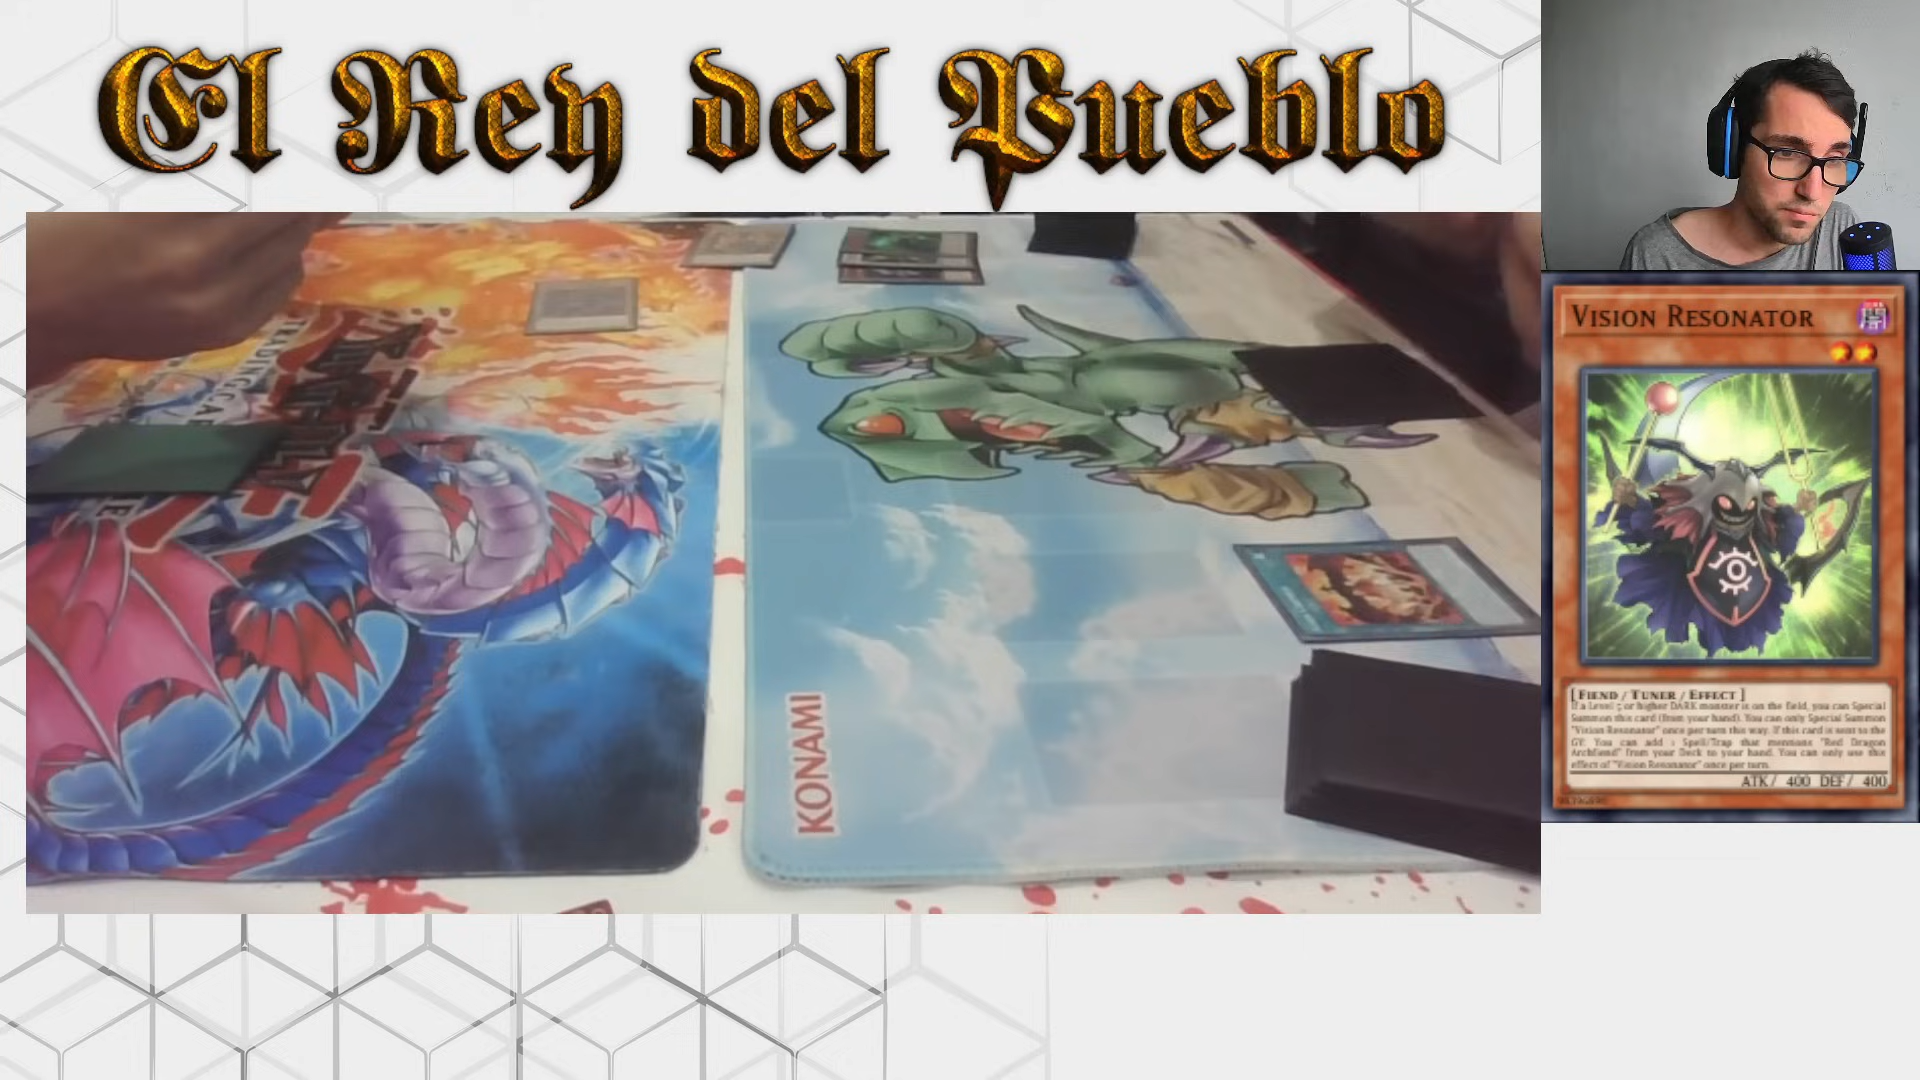 El Rey del Pueblo
TRADING CA
KONAMI
VISION RESONATOR
[FIEND / TUNER / EFFECT]
If a Level 5 or higher DARK monster is on the field, you can Special
Summon this card (from your hand). You can only Special Summon
"Vision Resonator" once per turn this way. If this card is sent to the
GY: You can add 1 Spell/Trap that mentions "Red Dragon
Archfiend" from your Deck to your hand. You can only use this
effect of "Vision Resonator" once per turn.
ATK/ 400 DEF/ 400